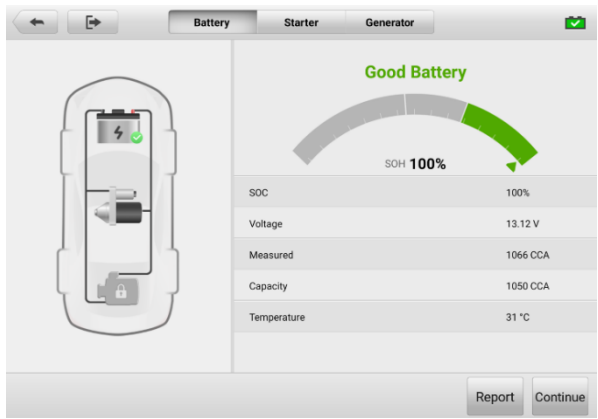 Battery Starter Generator
Good Battery
SOH 100%
SOC 100%
Voltage 13.12 V
Measured 1066 CCA
Capacity 1050 CCA
Temperature 31 °C
Report Continue